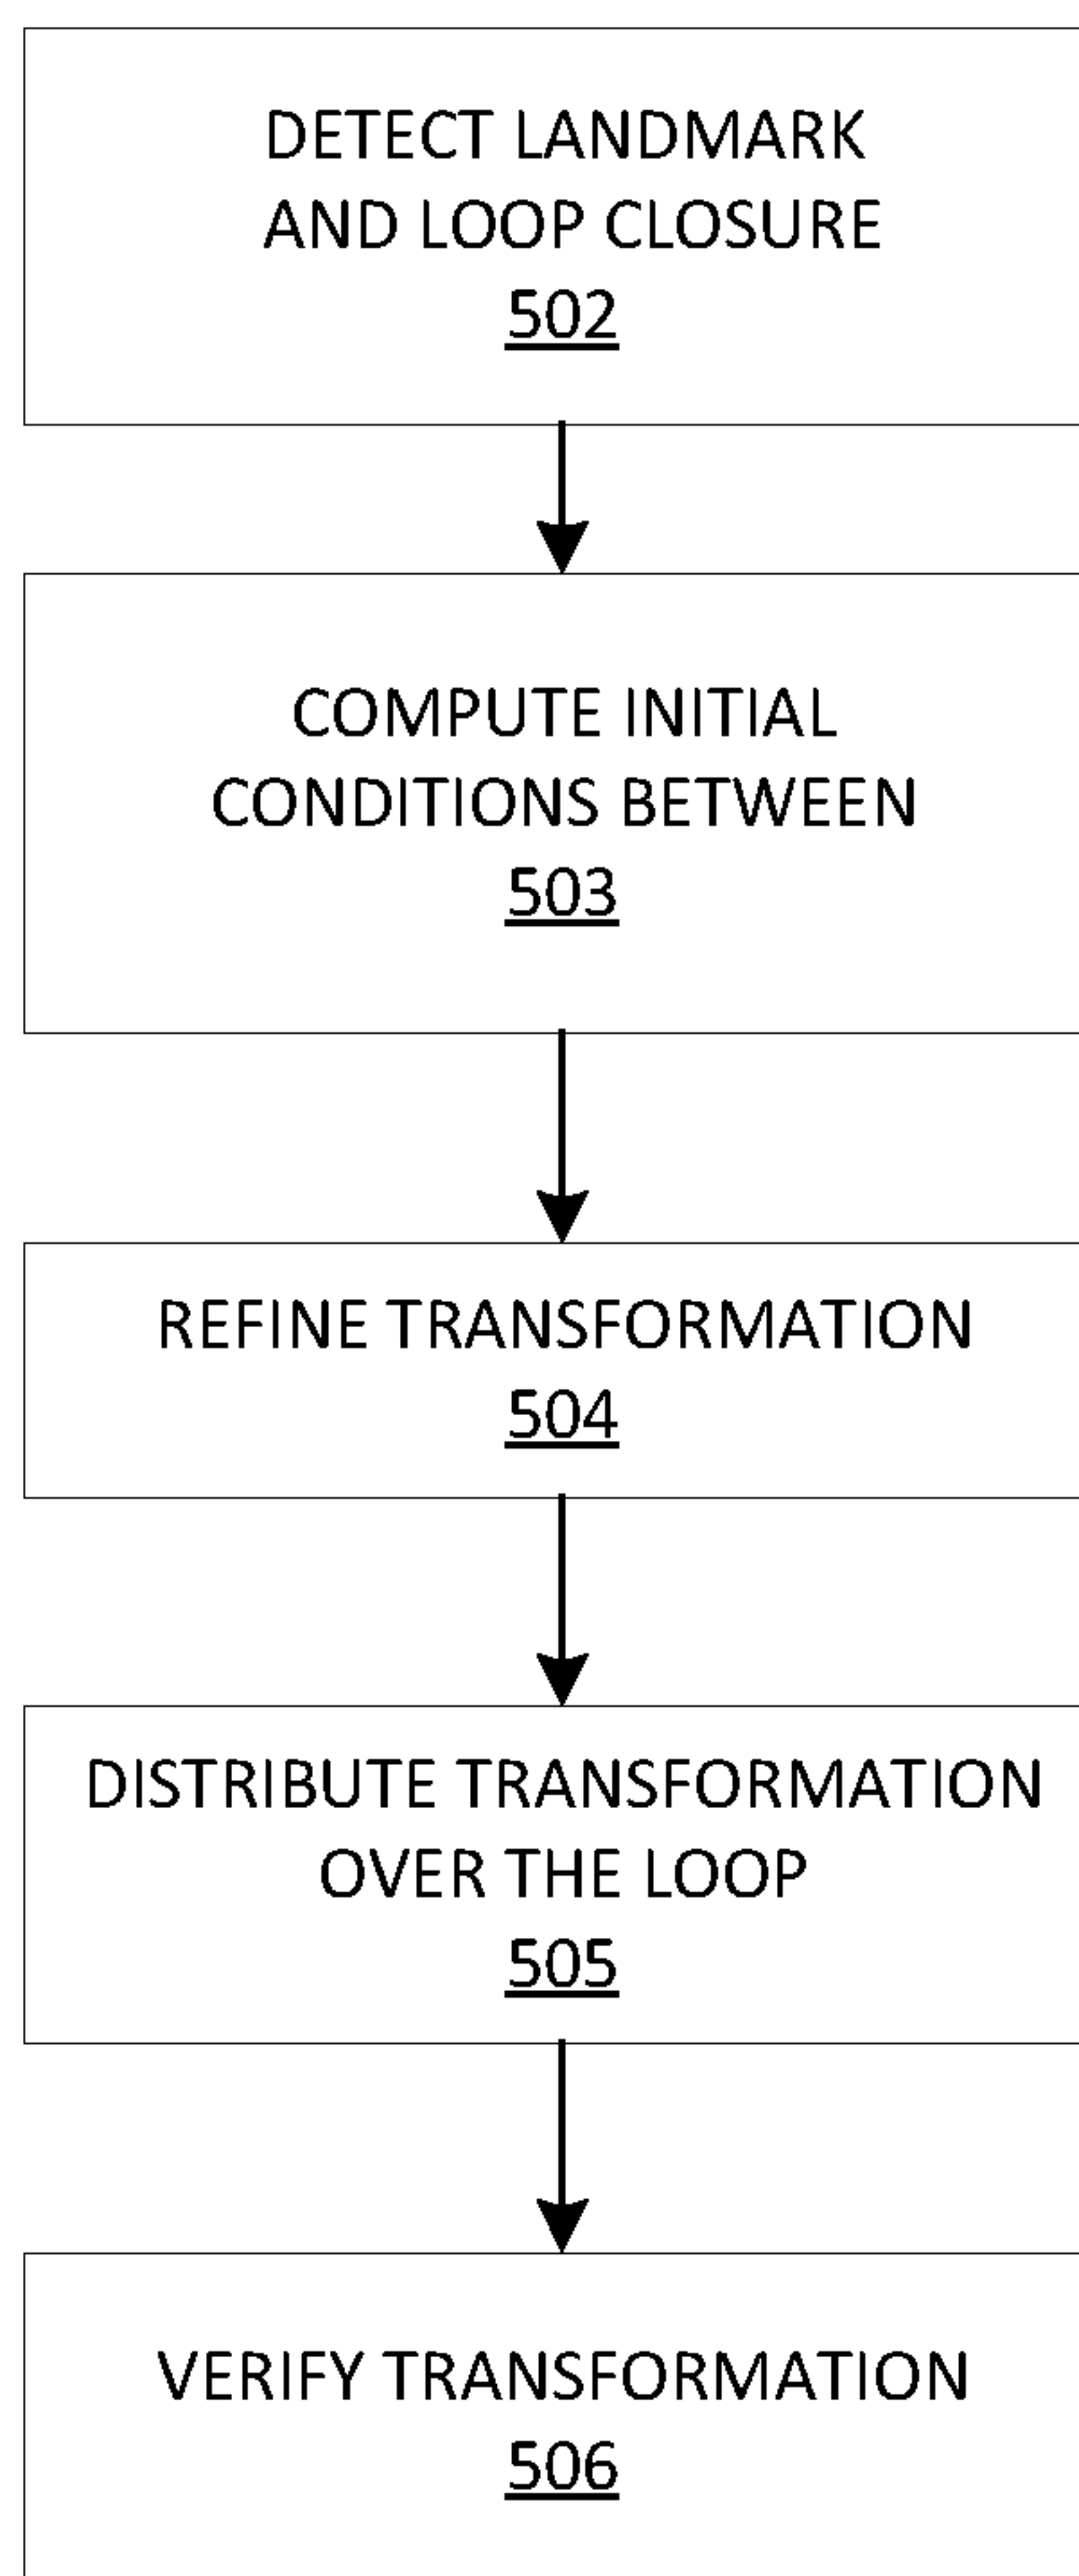 DETECT LANDMARK
AND LOOP CLOSURE
502
COMPUTE INITIAL
CONDITIONS BETWEEN
503
REFINE TRANSFORMATION
504
DISTRIBUTE TRANSFORMATION
OVER THE LOOP
505
VERIFY TRANSFORMATION
506